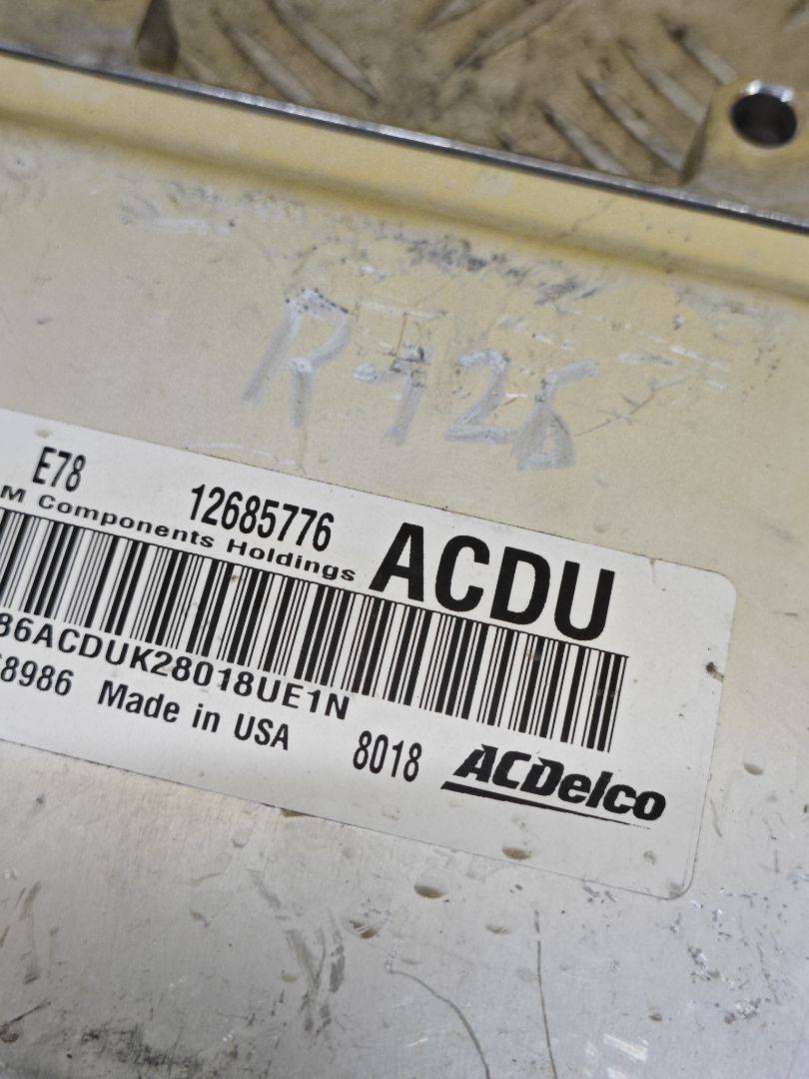 R-126
E78 12685776
M Components Holdings
ACDU
86ACDUK28018UE1N
8986 Made in USA 8018
ACDelco